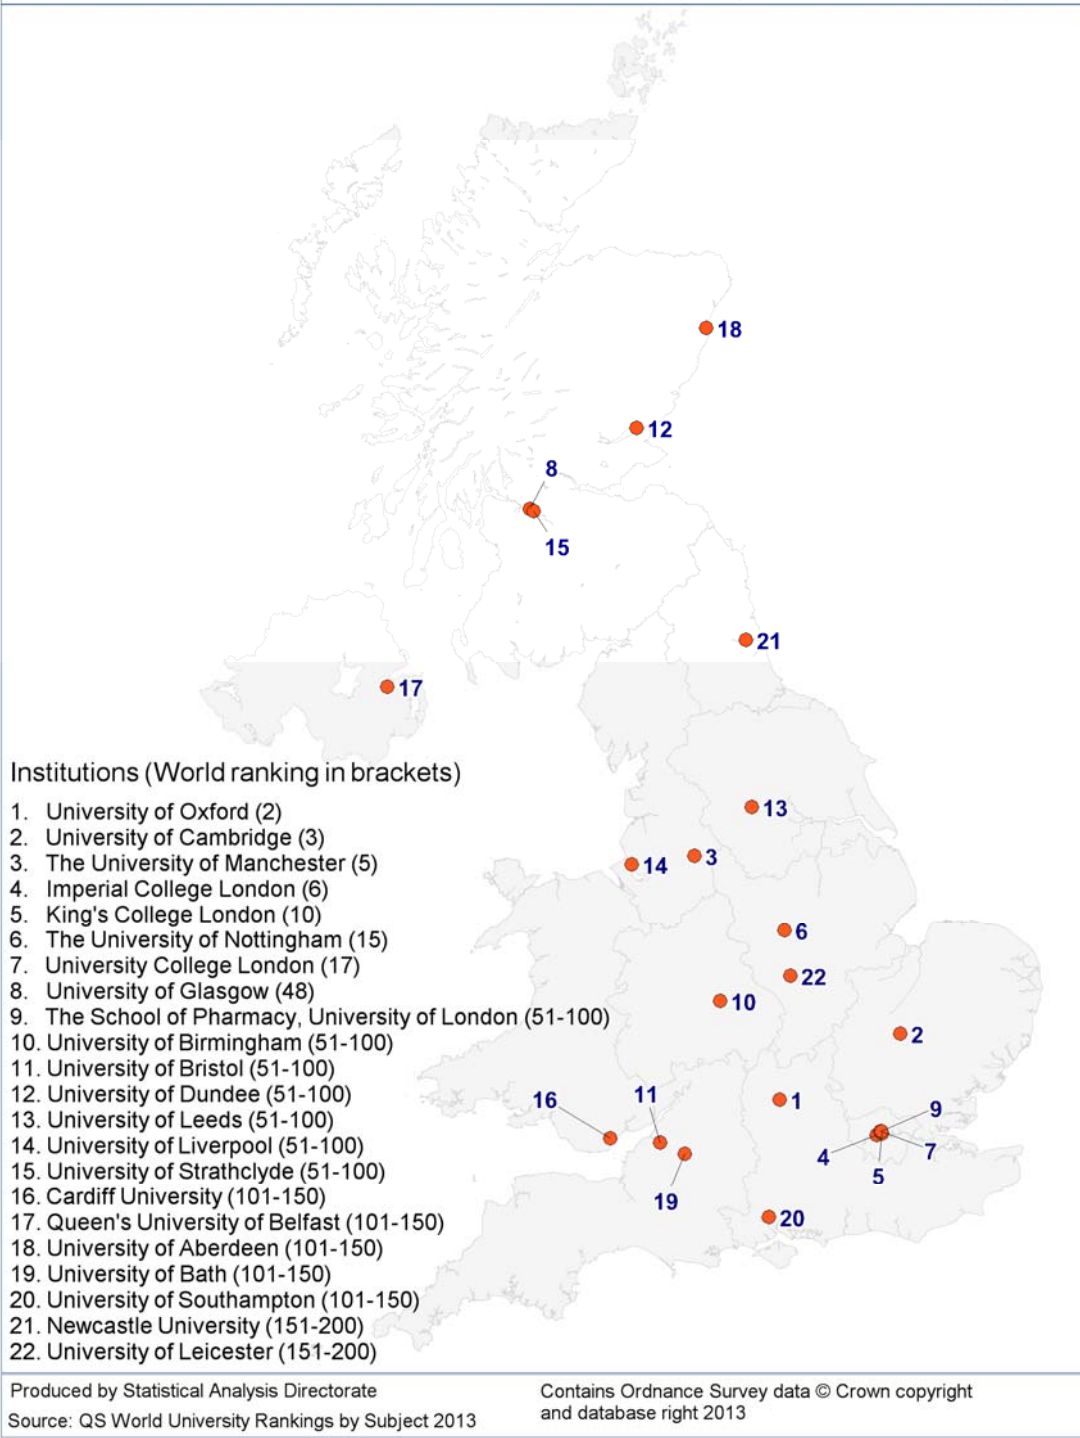 18
12
8
15
21
17
Institutions (World ranking in brackets)
1. University of Oxford (2)
2. University of Cambridge (3)
3. The University of Manchester (5)
4. Imperial College London (6)
5. King's College London (10)
6. The University of Nottingham (15)
7. University College London (17)
8. University of Glasgow (48)
9. The School of Pharmacy, University of London (51-100)
10. University of Birmingham (51-100)
11. University of Bristol (51-100)
12. University of Dundee (51-100)
13. University of Leeds (51-100)
14. University of Liverpool (51-100)
15. University of Strathclyde (51-100)
16. Cardiff University (101-150)
17. Queen's University of Belfast (101-150)
18. University of Aberdeen (101-150)
19. University of Bath (101-150)
20. University of Southampton (101-150)
21. Newcastle University (151-200)
22. University of Leicester (151-200)
13
3
14
6
22
10
2
1
16
11
9
4
7
5
19
20
Produced by Statistical Analysis Directorate
Source: QS World University Rankings by Subject 2013
Contains Ordnance Survey data © Crown copyright
and database right 2013